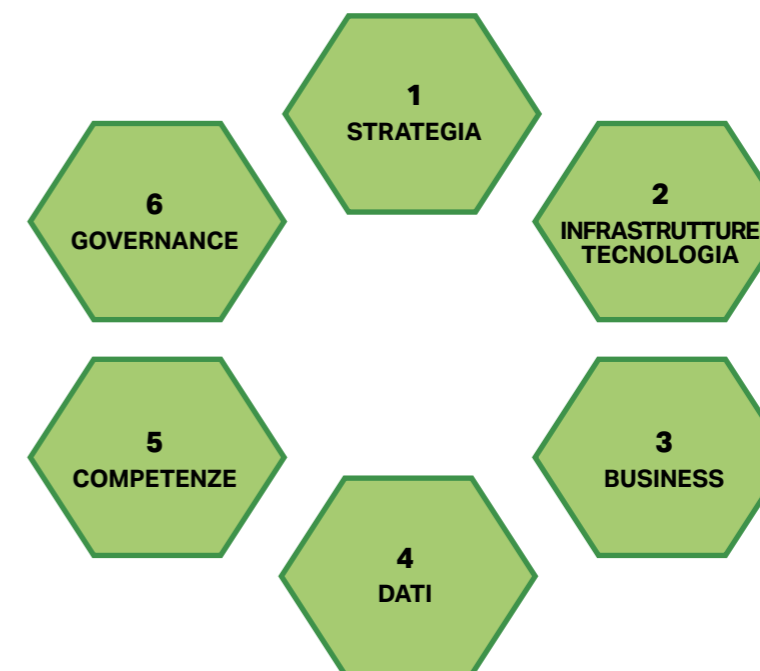 1
STRATEGIA
2
INFRASTRUTTURE
TECNOLOGIA
3
BUSINESS
4
DATI
5
COMPETENZE
6
GOVERNANCE